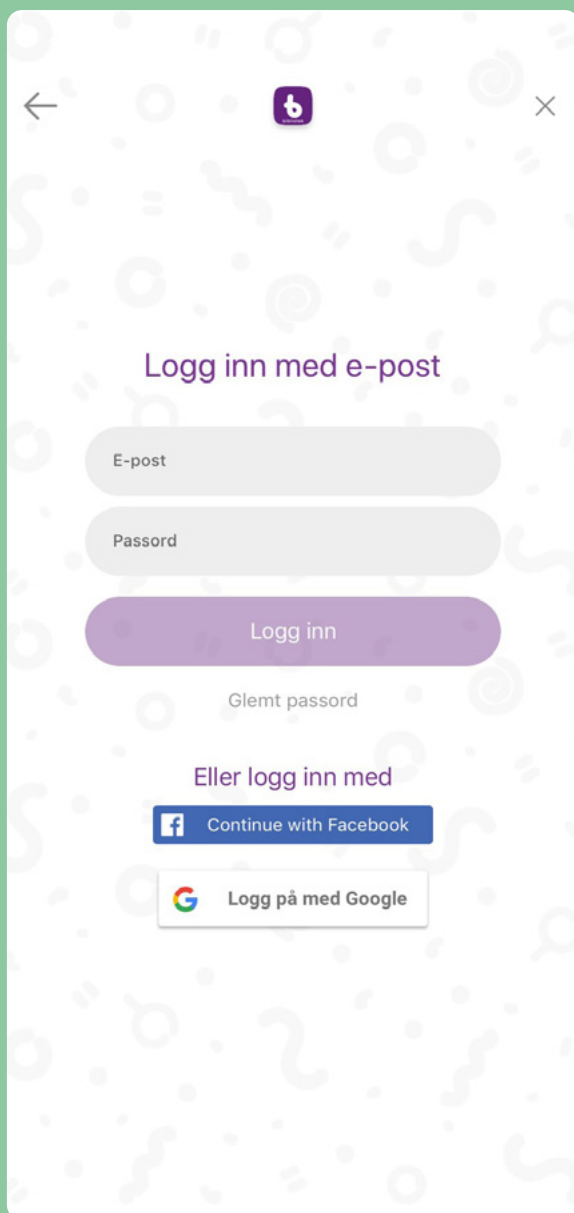 Logg inn med e-post
E-post
Passord
Logg inn
Glemt passord
Eller logg inn med
Continue with Facebook
Logg på med Google